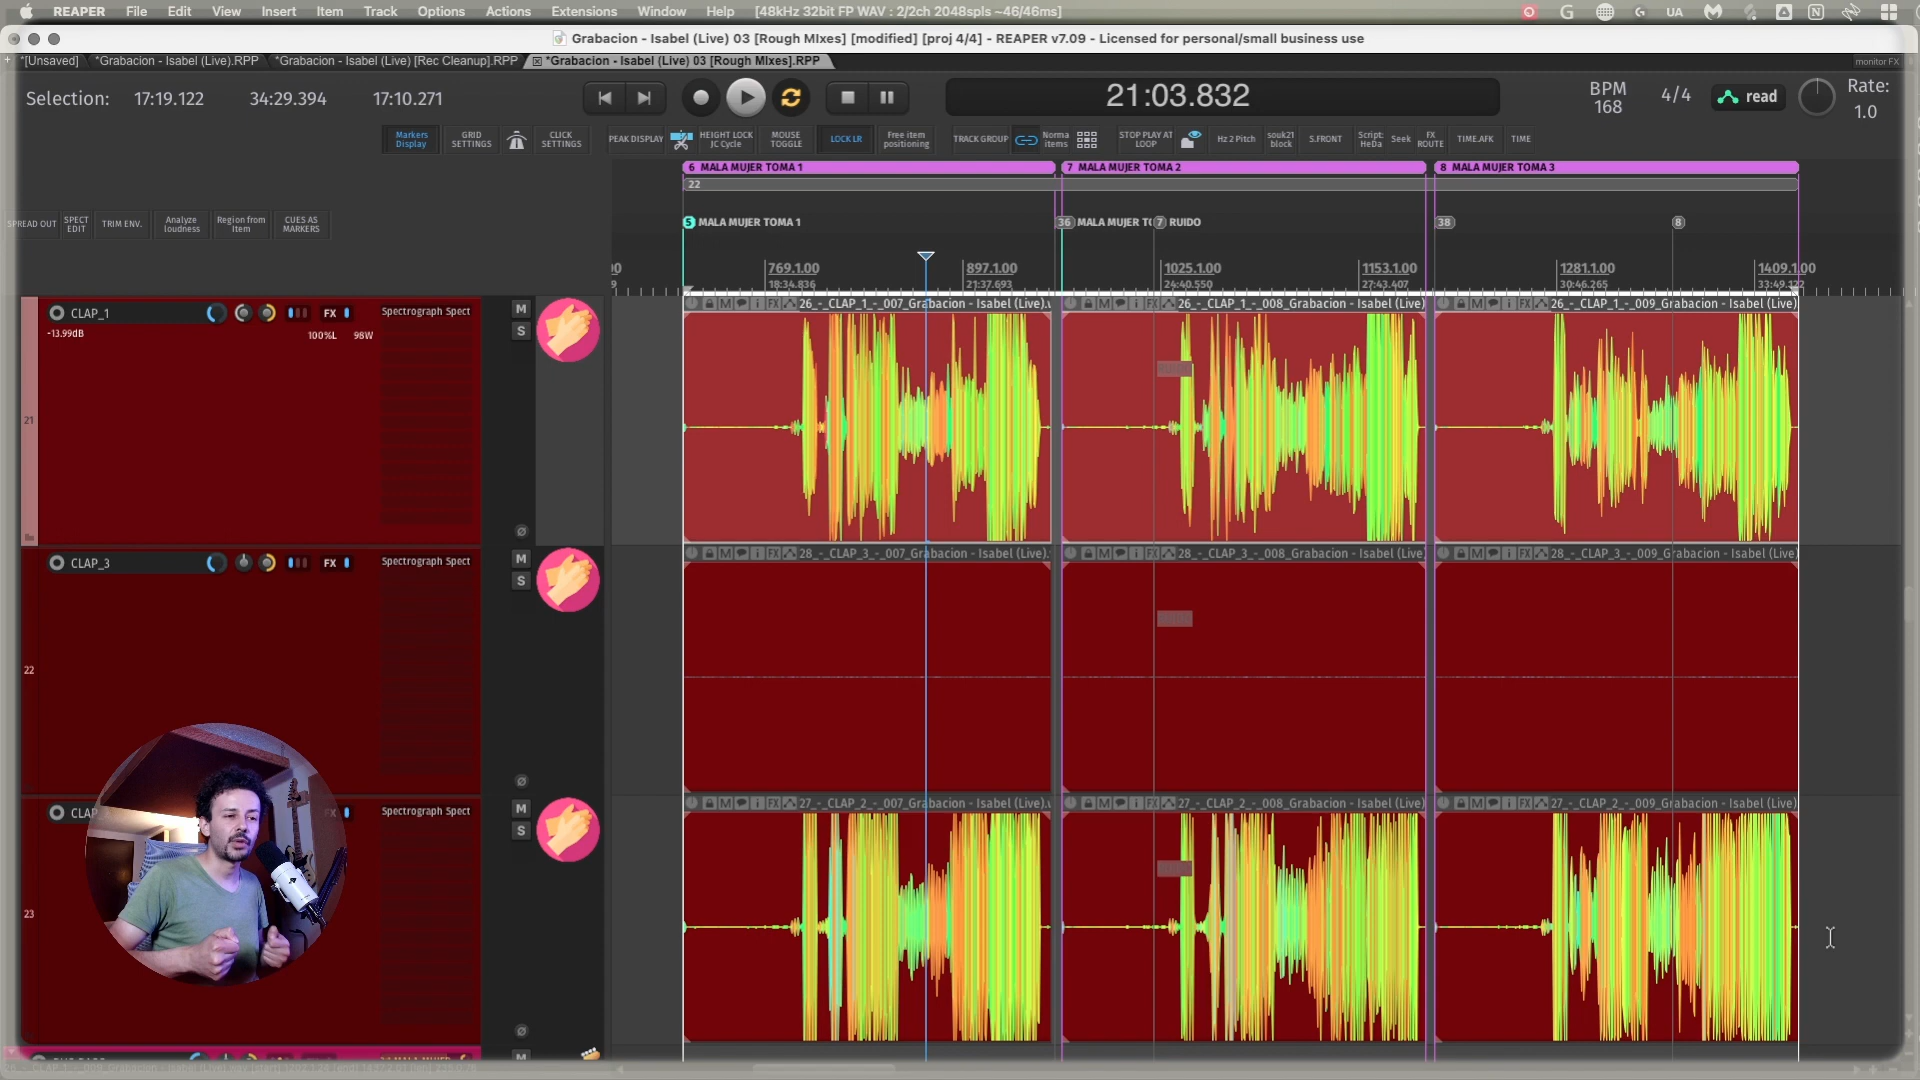 REAPER File Edit View Insert Item Track Options Actions Extensions Window Help [48kHz 32bit FP WAV : 2/2ch 2048spls ~46/46ms]
Grabacion - Isabel (Live) 03 [Rough MIxes] [modified] [proj 4/4] - REAPER v7.09 - Licensed for personal/small business use
*[Unsaved] *Grabacion - Isabel (Live).RPP *Grabacion - Isabel (Live) [Rec Cleanup].RPP *Grabacion - Isabel (Live) 03 [Rough MIxes].RPP monitor FX
Selection: 17:19.122 34:29.394 17:10.271
21:03.832
BPM 168 4/4 read Rate: 1.0
Markers Display
GRID SETTINGS
CLICK SETTINGS
PEAK DISPLAY
HEIGHT LOCK JC Cycle
MOUSE TOGGLE
LOCK LR
Free item positioning
TRACK GROUP
Norma items
STOP PLAY AT LOOP
Hz 2 Pitch
souk21 block
S.FRONT
Script: HeDa
Seek
FX ROUTE
TIME.AFK
TIME
6 MALA MUJER TOMA 1 7 MALA MUJER TOMA 2 8 MALA MUJER TOMA 3
22
SPREAD OUT
SPECT EDIT
TRIM ENV.
Analyze loudness
Region from Item
CUES AS MARKERS
5 MALA MUJER TOMA 1 36 MALA MUJER T( 7 RUIDO 38 8
769.1.00 897.1.00 1025.1.00 1153.1.00 1281.1.00 1409.1.00
18:34.836 21:37.693 24:40.550 27:43.407 30:46.265 33:49.122
CLAP_1 FX Spectrograph Spect M
-13.99dB 100%L 98W S
21
26_-_CLAP_1_-_007_Grabacion - Isabel (Live).
26_-_CLAP_1_-_008_Grabacion - Isabel (Live)
26_-_CLAP_1_-_009_Grabacion - Isabel (Live)
CLAP_3 FX Spectrograph Spect M
S
22
28_-_CLAP_3_-_007_Grabacion - Isabel (Live).
28_-_CLAP_3_-_008_Grabacion - Isabel (Live)
28_-_CLAP_3_-_009_Grabacion - Isabel (Live)
CLAP FX Spectrograph Spect M
S
23
27_-_CLAP_2_-_007_Grabacion - Isabel (Live).
27_-_CLAP_2_-_008_Grabacion - Isabel (Live)
27_-_CLAP_2_-_009_Grabacion - Isabel (Live)
M